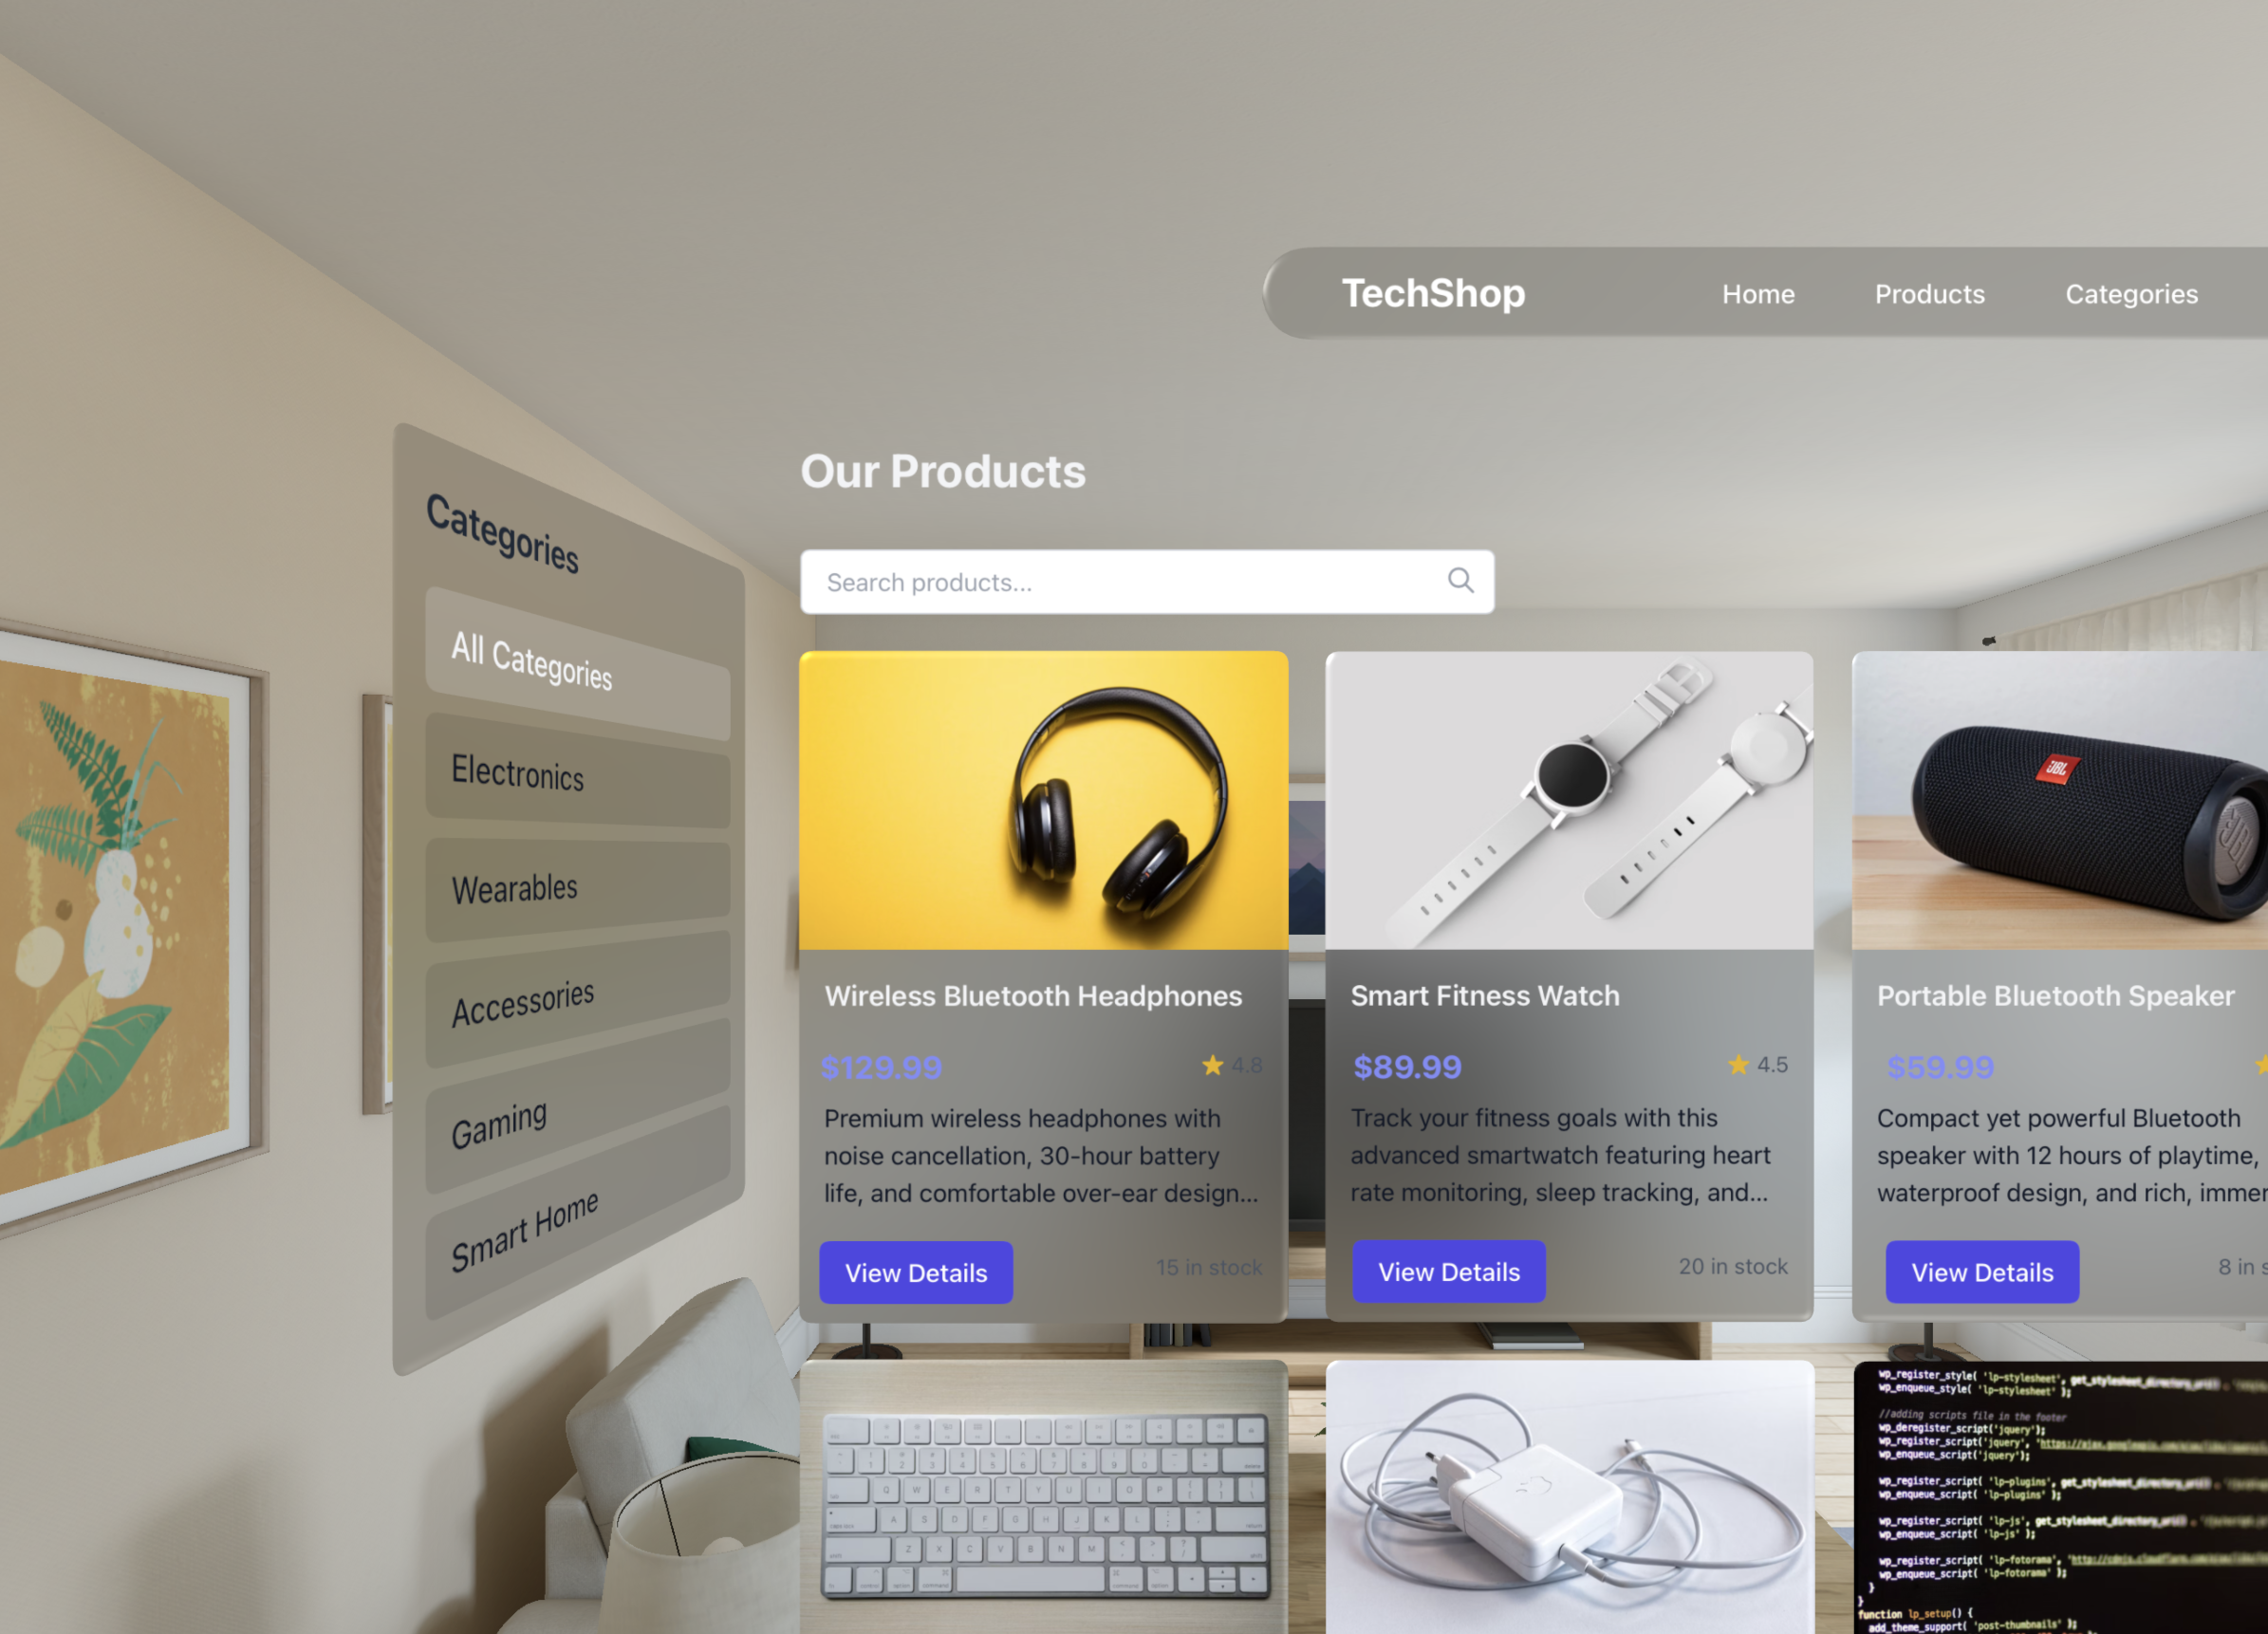 TechShop
Home
Products
Categories
Our Products
Search products...
Categories
All Categories
Electronics
Wearables
Accessories
Gaming
Smart Home
JBL
Wireless Bluetooth Headphones
$129.99
4.8
Premium wireless headphones with
noise cancellation, 30-hour battery
life, and comfortable over-ear design...
View Details
15 in stock
Smart Fitness Watch
$89.99
4.5
Track your fitness goals with this
advanced smartwatch featuring heart
rate monitoring, sleep tracking, and...
View Details
20 in stock
Portable Bluetooth Speaker
$59.99
Compact yet powerful Bluetooth
speaker with 12 hours of playtime,
waterproof design, and rich, immer
View Details
8 in s
Q W E R T Y U I O P
A S D F G H J K L
Z X C V B N M
wp_register_style( 'lp-stylesheet', get_stylesheet_directory_uri() .
wp_enqueue_style( 'lp-stylesheet' );
//adding scripts file in the footer
wp_deregister_script('jquery');
wp_register_script('jquery',
wp_enqueue_script('jquery');
wp_register_script( 'lp-plugins', get_stylesheet_directory_uri() .
wp_enqueue_script( 'lp-plugins' );
wp_register_script( 'lp-js', get_stylesheet_directory_uri() .
wp_enqueue_script( 'lp-js' );
wp_register_script( 'lp-fotorama',
wp_enqueue_script( 'lp-fotorama' );
}
}
function lp_setup() {
add_theme_support( 'post-thumbnails' );